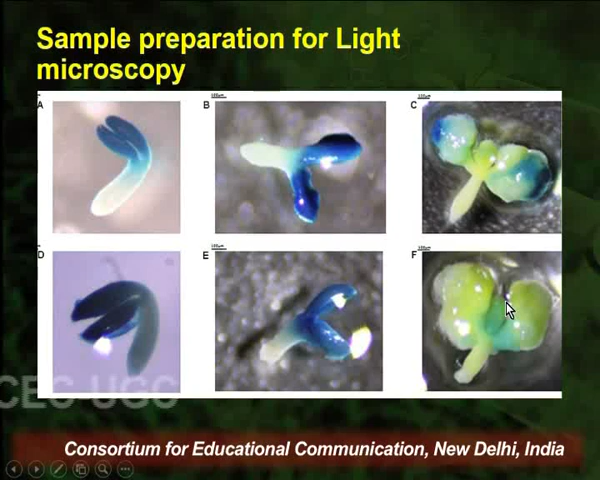 Sample preparation for Light
microscopy
A
B
C
D
E
F
CEC-UGC
Consortium for Educational Communication, New Delhi, India